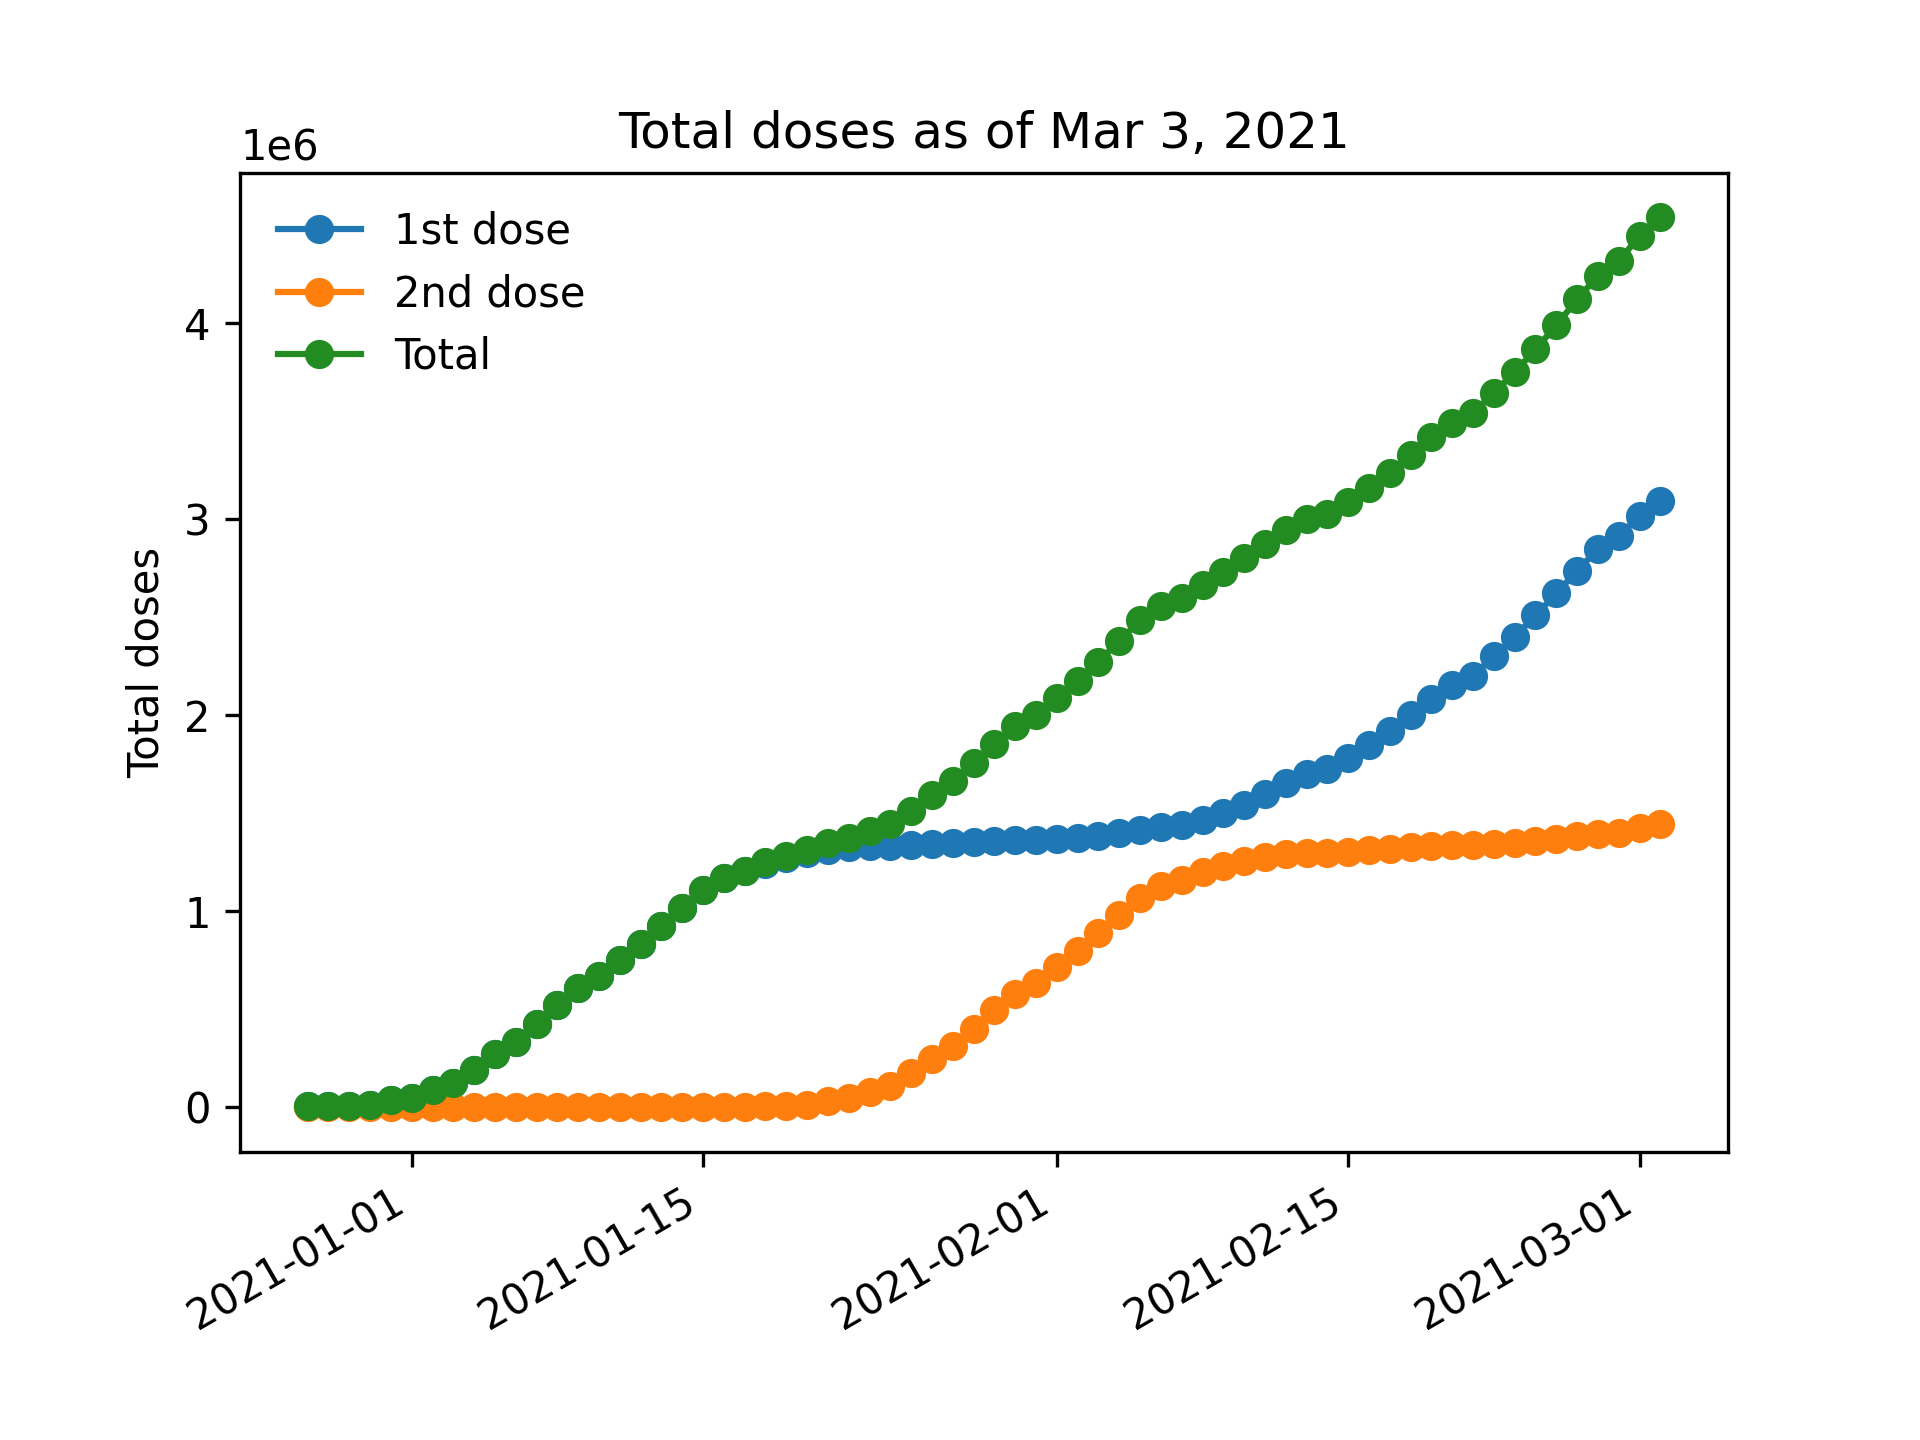 Total doses as of Mar 3, 2021
1e6
1st dose
2nd dose
Total
Total doses
4
3
2
1
0
2021-01-01
2021-01-15
2021-02-01
2021-02-15
2021-03-01